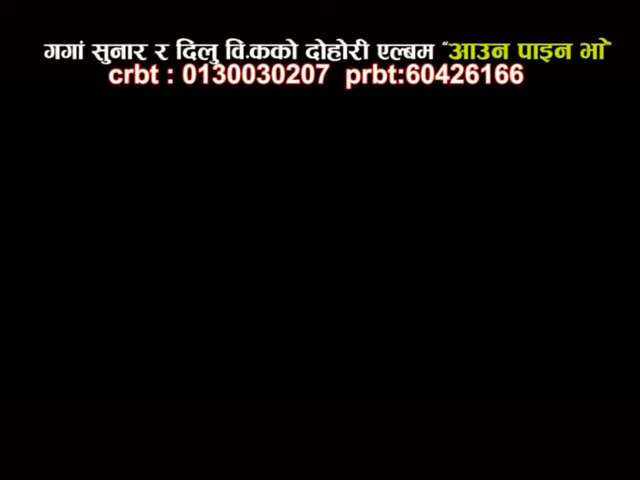 गगां सुनार र दिलु वि.कको दोहोरी एल्बम "आउन पाइन भो"
crbt : 0130030207 prbt:60426166